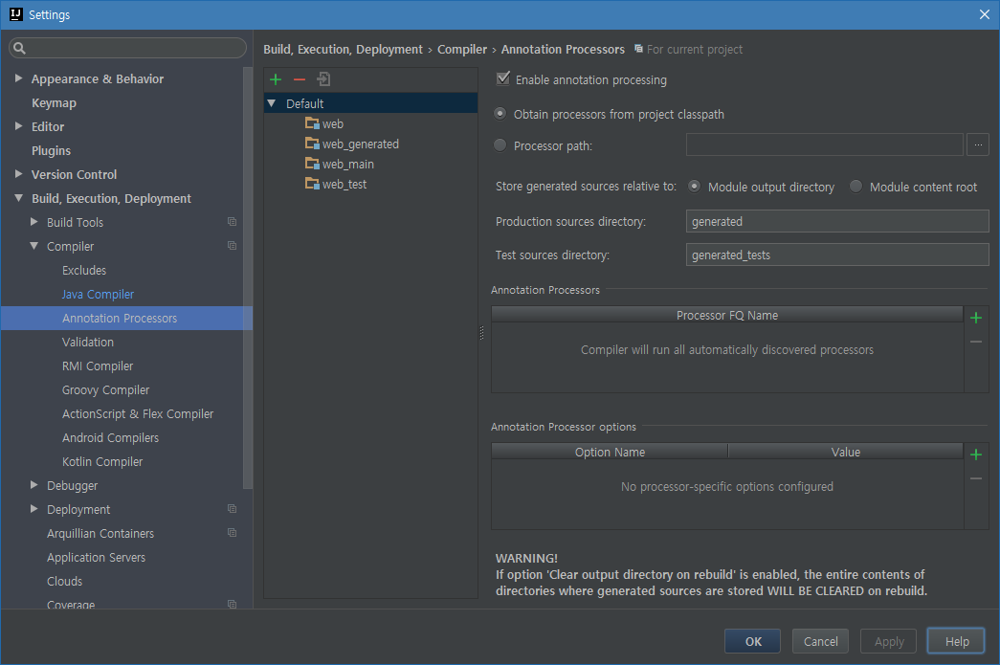 Settings
Appearance & Behavior
Keymap
Editor
Plugins
Version Control
Build, Execution, Deployment
Build Tools
Compiler
Excludes
Java Compiler
Annotation Processors
Validation
RMI Compiler
Groovy Compiler
ActionScript & Flex Compiler
Android Compilers
Kotlin Compiler
Debugger
Deployment
Arquillian Containers
Application Servers
Clouds
Coverage
Build, Execution, Deployment › Compiler › Annotation Processors For current project
Default
web
web_generated
web_main
web_test
Enable annotation processing
Obtain processors from project classpath
Processor path: ...
Store generated sources relative to: Module output directory Module content root
Production sources directory: generated
Test sources directory: generated_tests
Annotation Processors
Processor FQ Name
Compiler will run all automatically discovered processors
Annotation Processor options
Option Name Value
No processor-specific options configured
WARNING!
If option 'Clear output directory on rebuild' is enabled, the entire contents of
directories where generated sources are stored WILL BE CLEARED on rebuild.
OK Cancel Apply Help